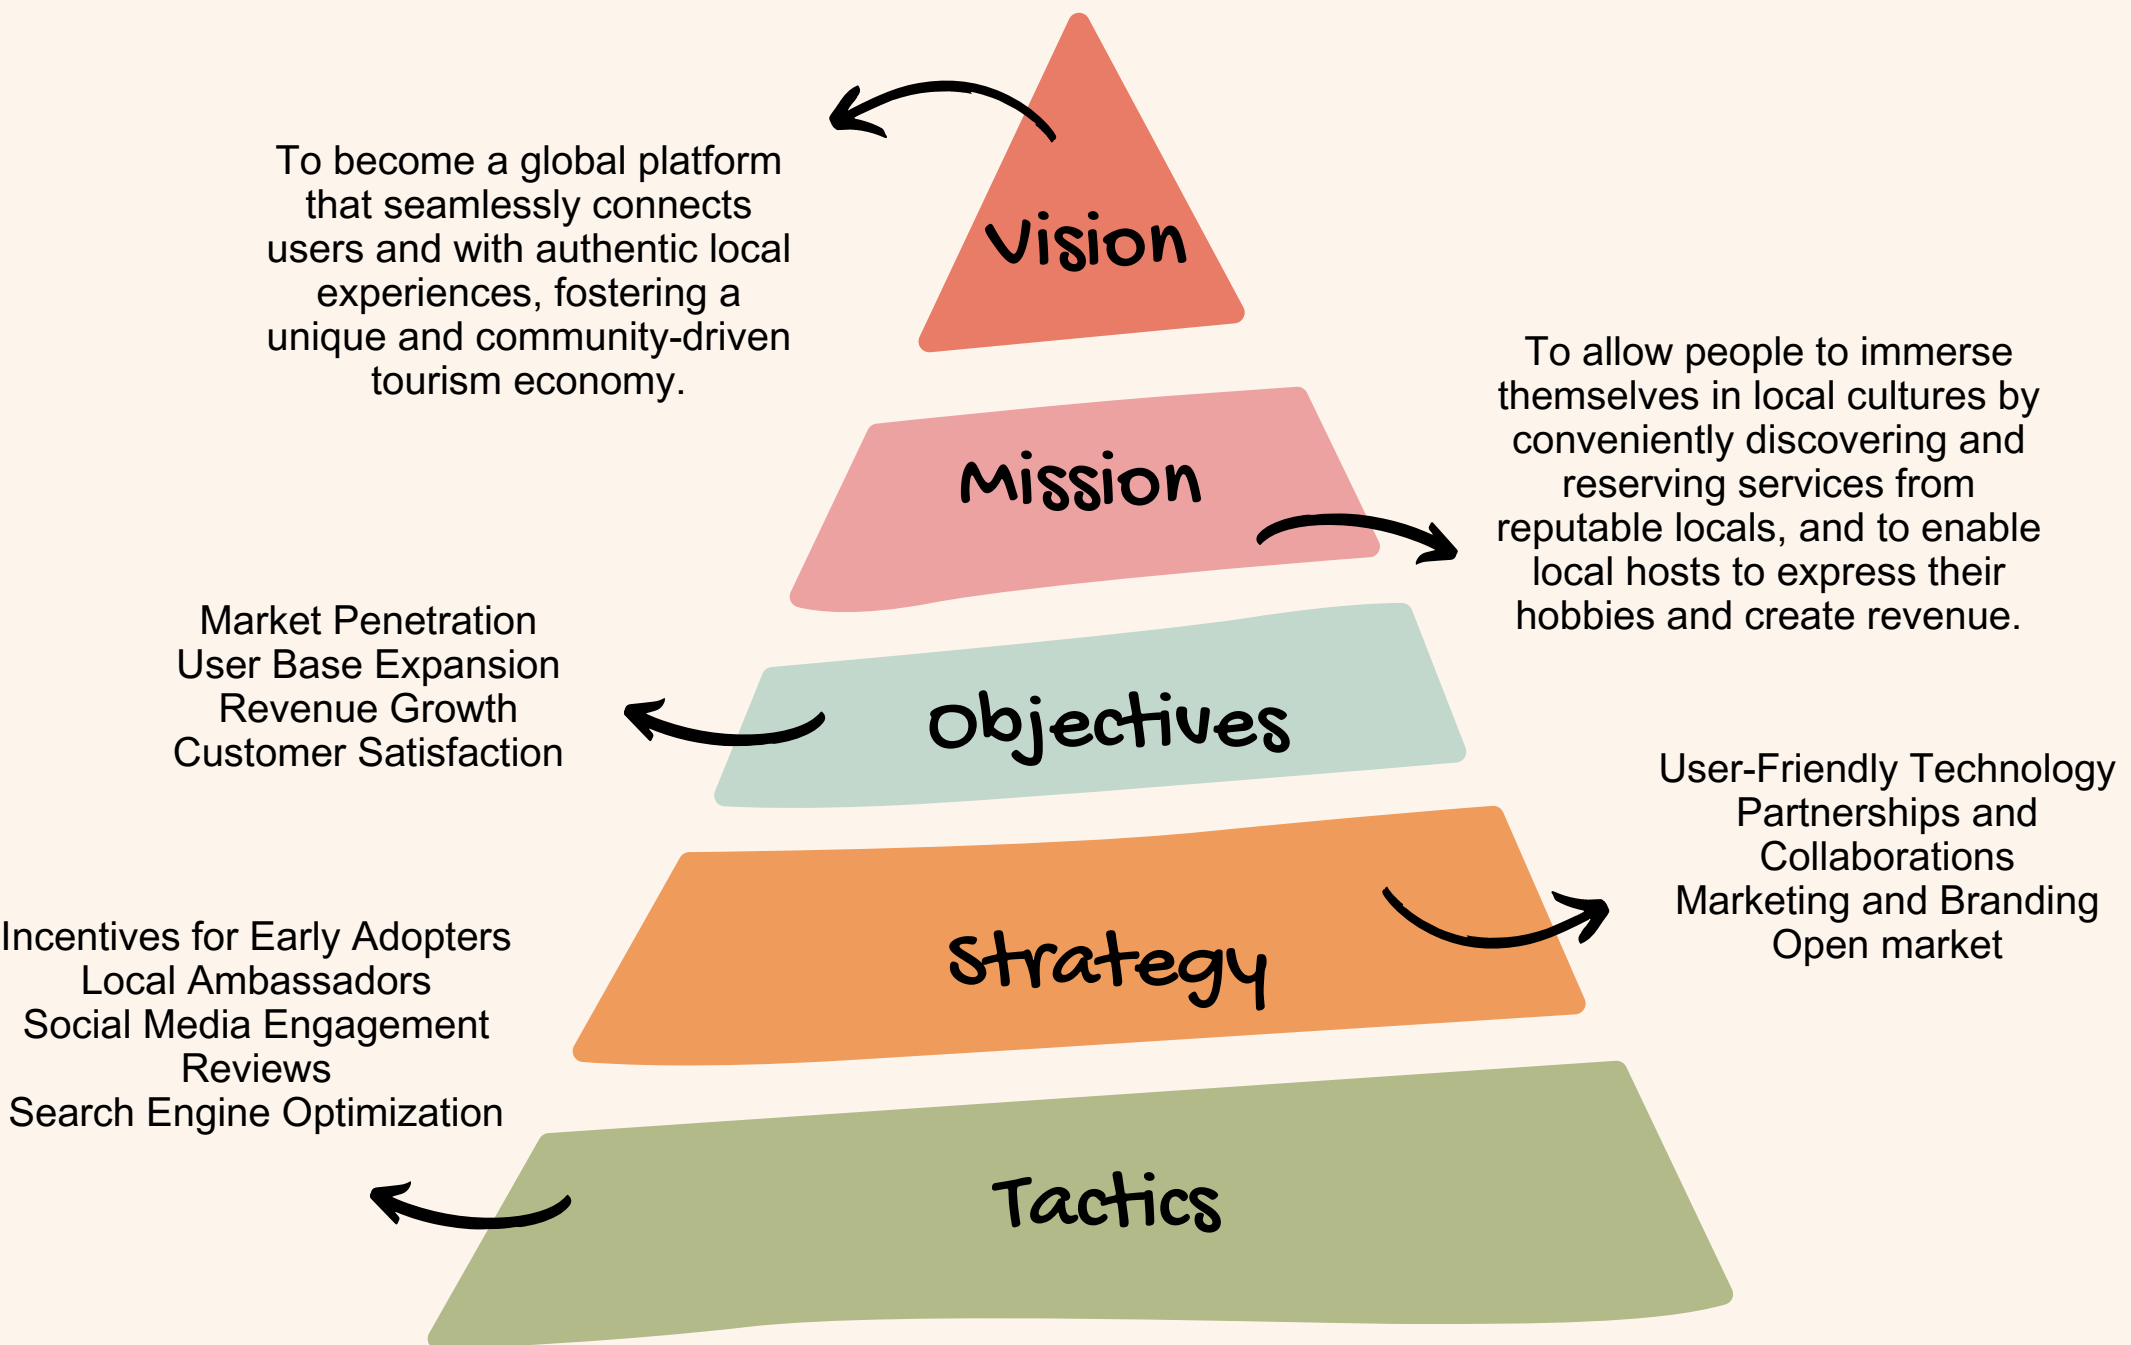 Vision
To become a global platform
that seamlessly connects
users and with authentic local
experiences, fostering a
unique and community-driven
tourism economy.
Mission
To allow people to immerse
themselves in local cultures by
conveniently discovering and
reserving services from
reputable locals, and to enable
local hosts to express their
hobbies and create revenue.
Objectives
Market Penetration
User Base Expansion
Revenue Growth
Customer Satisfaction
Strategy
User-Friendly Technology
Partnerships and
Collaborations
Marketing and Branding
Open market
Tactics
Incentives for Early Adopters
Local Ambassadors
Social Media Engagement
Reviews
Search Engine Optimization